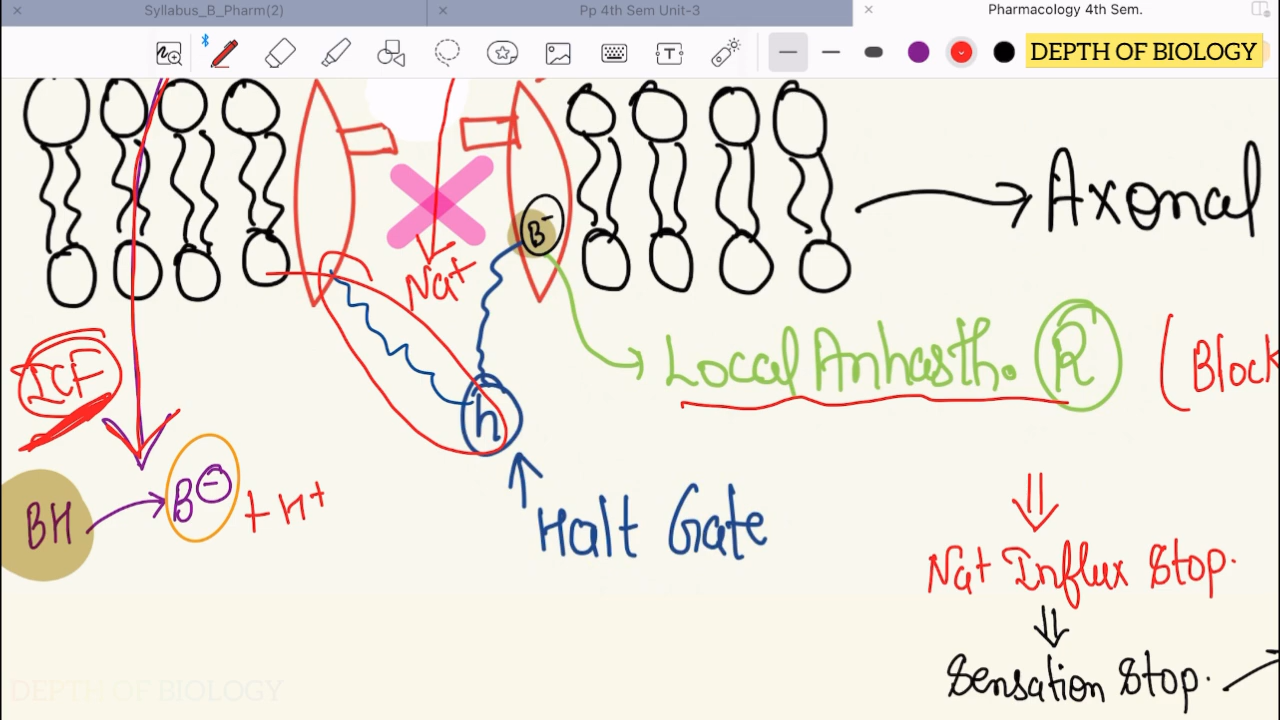 Syllabus_B_Pharm(2)
Pp 4th Sem Unit-3
Pharmacology 4th Sem.
DEPTH OF BIOLOGY
Axonal
Na+
B-
ICF
Local Anhasth. R
(Block
h
BH → B⊖ + H+
Halt Gate
⇓
Na+ Influx Stop.
⇓
Sensation Stop.
DEPTH OF BIOLOGY